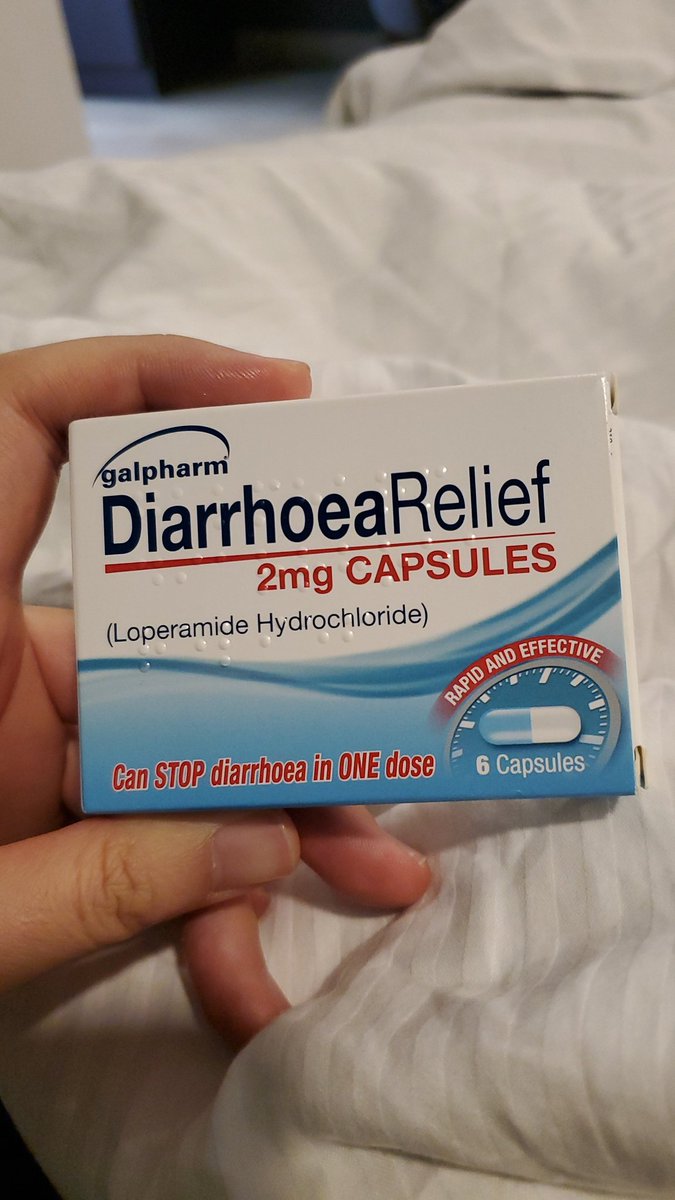 galpharm
DiarrhoeaRelief
2mg CAPSULES
(Loperamide Hydrochloride)
RAPID AND EFFECTIVE
6 Capsules
Can STOP diarrhoea in ONE dose